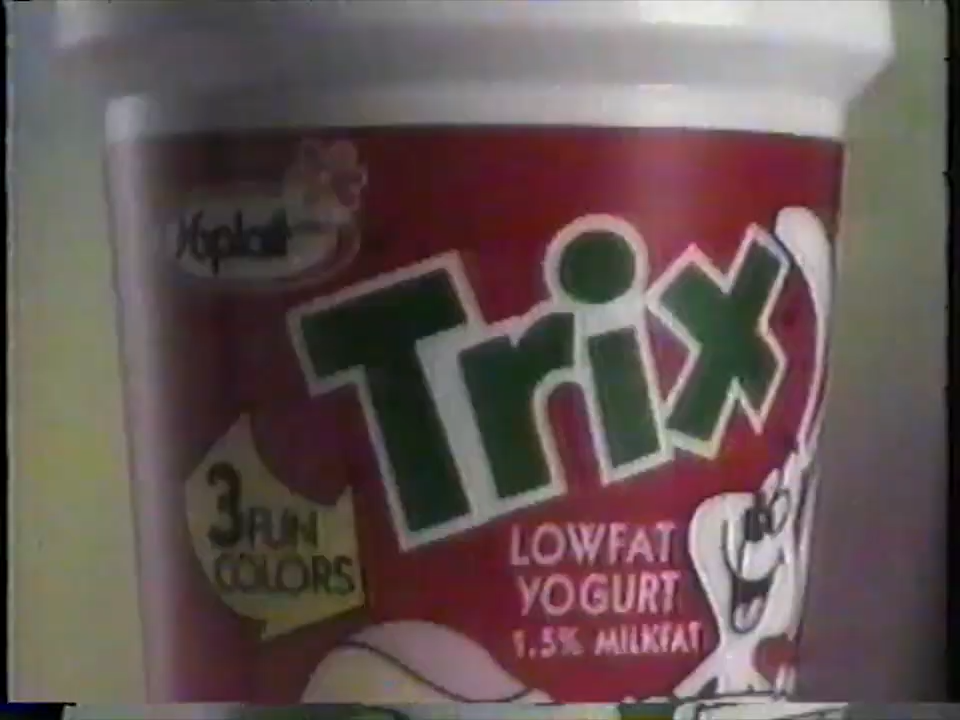 Yoplait
Trix
3 FUN
COLORS
LOWFAT
YOGURT
1.5% MILKFAT